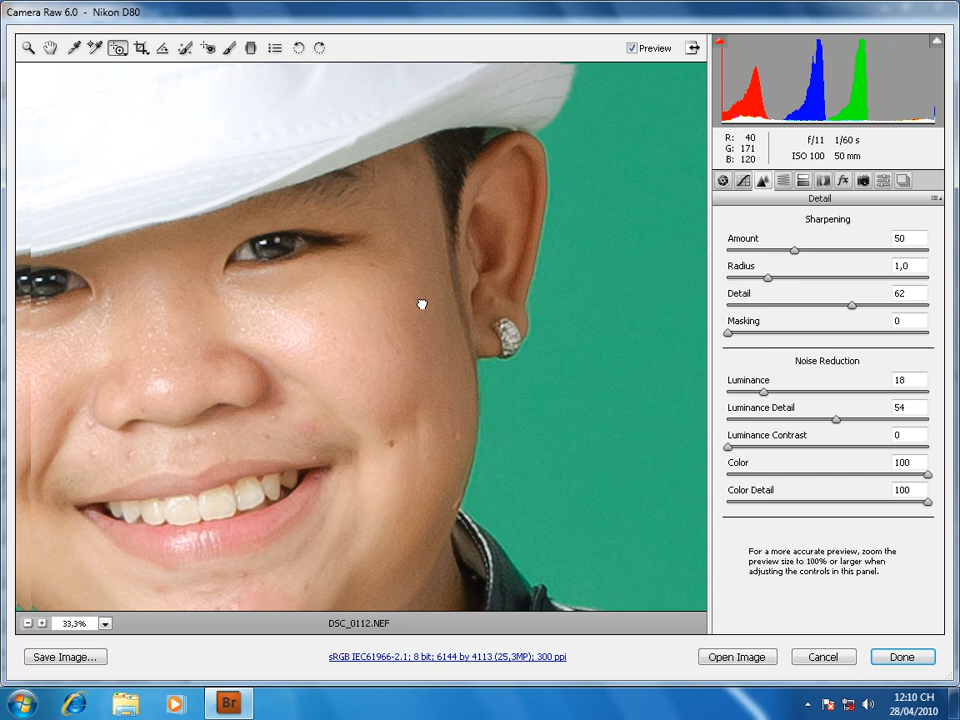 Camera Raw 6.0 - Nikon D80
Preview
R: 40
G: 171
B: 120
f/11 1/60 s
ISO 100 50 mm
fx
Detail
Sharpening
Amount 50
Radius 1,0
Detail 62
Masking 0
Noise Reduction
Luminance 18
Luminance Detail 54
Luminance Contrast 0
Color 100
Color Detail 100
For a more accurate preview, zoom the
preview size to 100% or larger when
adjusting the controls in this panel.
33,3%
DSC_0112.NEF
Save Image...
sRGB IEC61966-2.1; 8 bit; 6144 by 4113 (25,3MP); 300 ppi
Open Image
Cancel
Done
Br
12:10 CH
28/04/2010